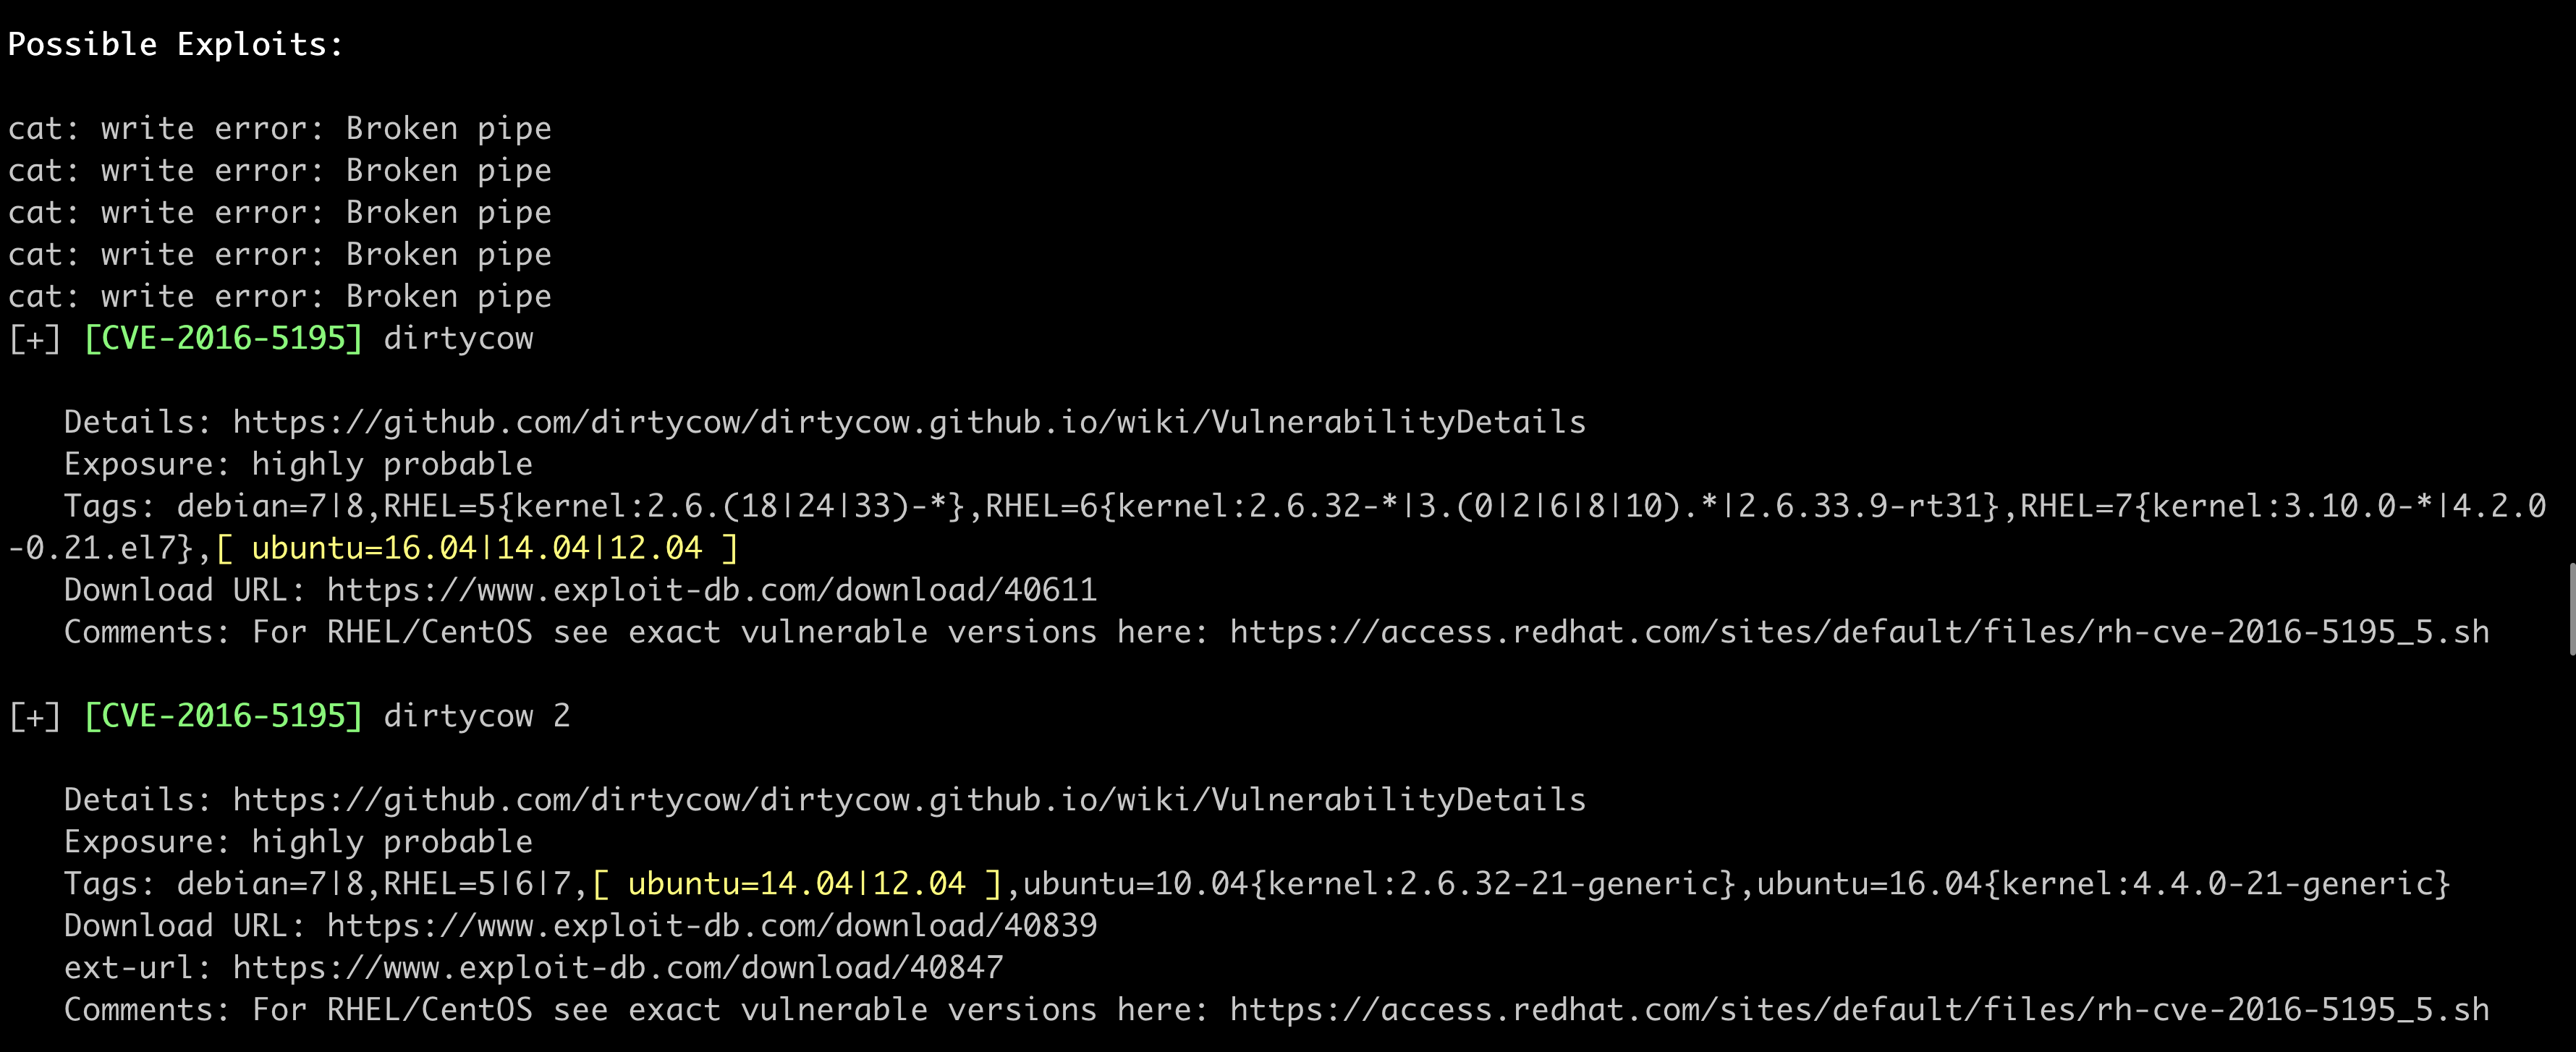 Possible Exploits:
cat: write error: Broken pipe
cat: write error: Broken pipe
cat: write error: Broken pipe
cat: write error: Broken pipe
cat: write error: Broken pipe
[+] [CVE-2016-5195] dirtycow
Details: https://github.com/dirtycow/dirtycow.github.io/wiki/VulnerabilityDetails
Exposure: highly probable
Tags: debian=7|8,RHEL=5{kernel:2.6.(18|24|33)-*},RHEL=6{kernel:2.6.32-*|3.(0|2|6|8|10).*|2.6.33.9-rt31},RHEL=7{kernel:3.10.0-*|4.2.0
-0.21.el7},[ ubuntu=16.04|14.04|12.04 ]
Download URL: https://www.exploit-db.com/download/40611
Comments: For RHEL/CentOS see exact vulnerable versions here: https://access.redhat.com/sites/default/files/rh-cve-2016-5195_5.sh
[+] [CVE-2016-5195] dirtycow 2
Details: https://github.com/dirtycow/dirtycow.github.io/wiki/VulnerabilityDetails
Exposure: highly probable
Tags: debian=7|8,RHEL=5|6|7,[ ubuntu=14.04|12.04 ],ubuntu=10.04{kernel:2.6.32-21-generic},ubuntu=16.04{kernel:4.4.0-21-generic}
Download URL: https://www.exploit-db.com/download/40839
ext-url: https://www.exploit-db.com/download/40847
Comments: For RHEL/CentOS see exact vulnerable versions here: https://access.redhat.com/sites/default/files/rh-cve-2016-5195_5.sh